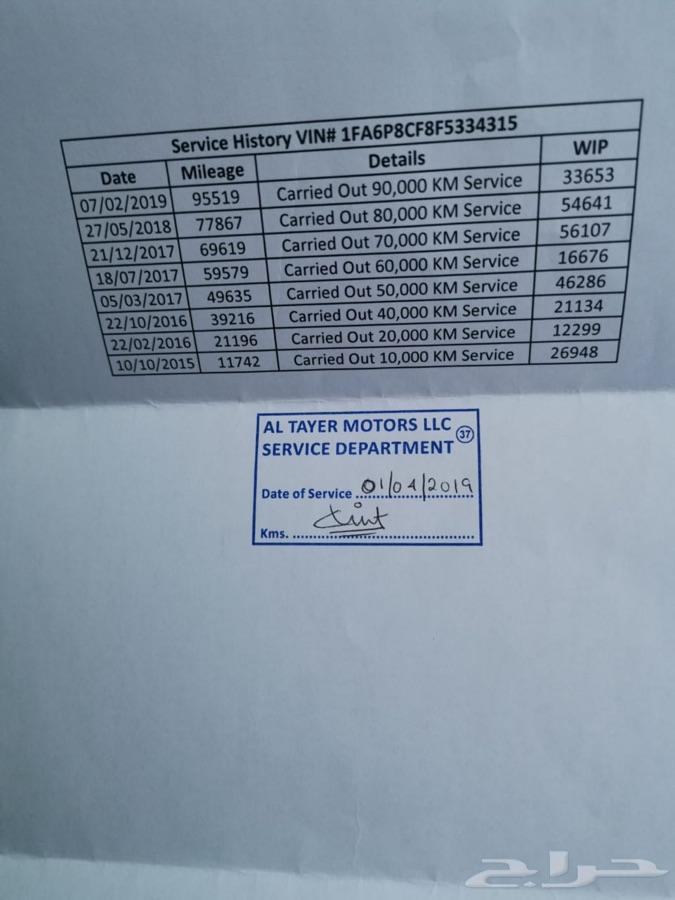 Service History VIN# 1FA6P8CF8F5334315
Date Mileage Details WIP
07/02/2019 95519 Carried Out 90,000 KM Service 33653
27/05/2018 77867 Carried Out 80,000 KM Service 54641
21/12/2017 69619 Carried Out 70,000 KM Service 56107
18/07/2017 59579 Carried Out 60,000 KM Service 16676
05/03/2017 49635 Carried Out 50,000 KM Service 46286
22/10/2016 39216 Carried Out 40,000 KM Service 21134
22/02/2016 21196 Carried Out 20,000 KM Service 12299
10/10/2015 11742 Carried Out 10,000 KM Service 26948
AL TAYER MOTORS LLC
SERVICE DEPARTMENT 37
Date of Service 01/04/2019
Kms.
حراج